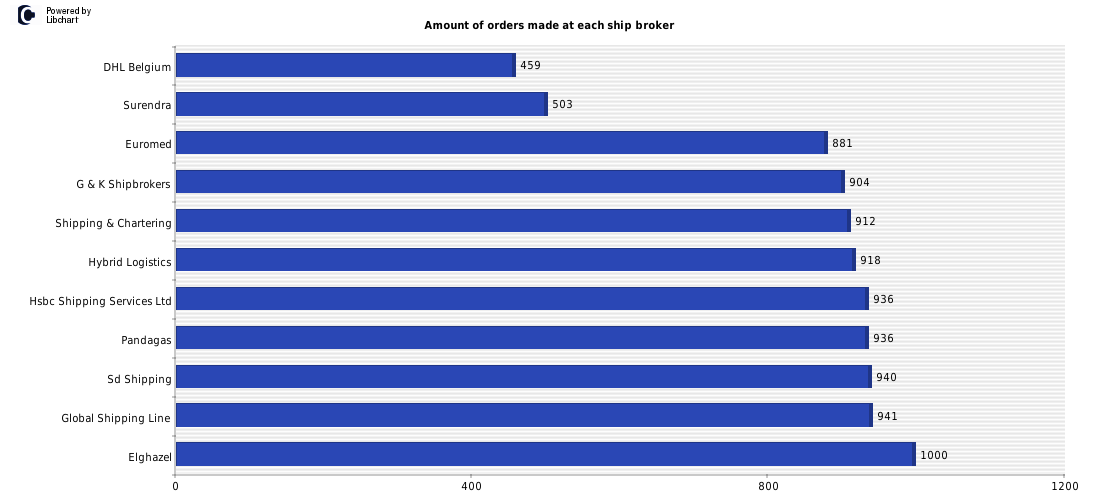 Powered by
Libchart
Amount of orders made at each ship broker
DHL Belgium 459
Surendra 503
Euromed 881
G & K Shipbrokers 904
Shipping & Chartering 912
Hybrid Logistics 918
Hsbc Shipping Services Ltd 936
Pandagas 936
Sd Shipping 940
Global Shipping Line 941
Elghazel 1000
0 400 800 1200